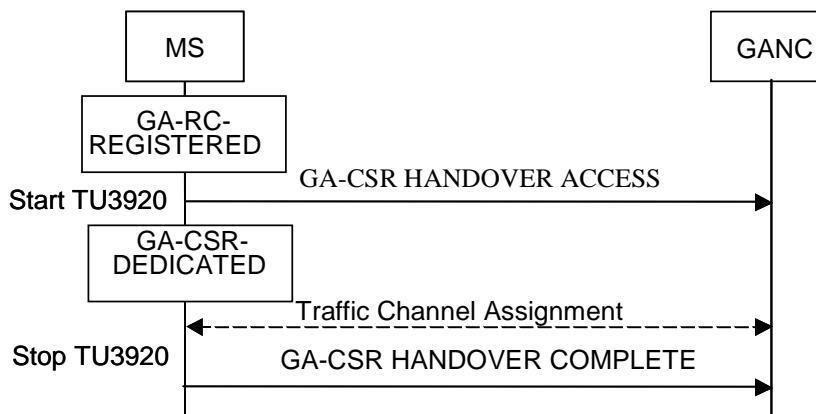 MS
GANC
GA-RC-
REGISTERED
GA-CSR HANDOVER ACCESS
Start TU3920
GA-CSR-
DEDICATED
Traffic Channel Assignment
Stop TU3920
GA-CSR HANDOVER COMPLETE